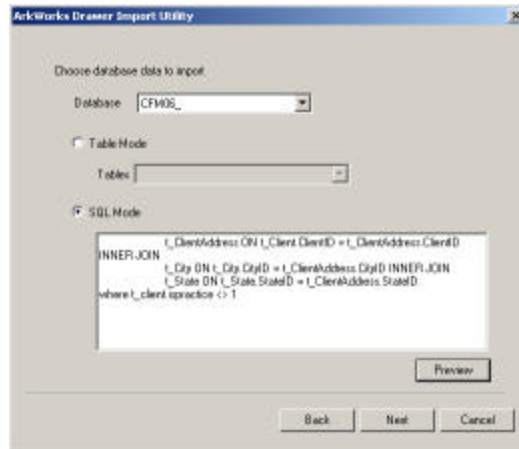 ArkWorks Drawer Import Utility
Choose database data to import
Database CFM06_
Table Mode
Tables
SQL Mode
t_ClientAddress ON t_Client.ClientID = t_ClientAddress.ClientID
INNER JOIN
t_City ON t_City.CityID = t_ClientAddress.CityID INNER JOIN
t_State ON t_State.StateID = t_ClientAddress.StateID
where t_client.ispractice <> 1
Preview
Back Next Cancel